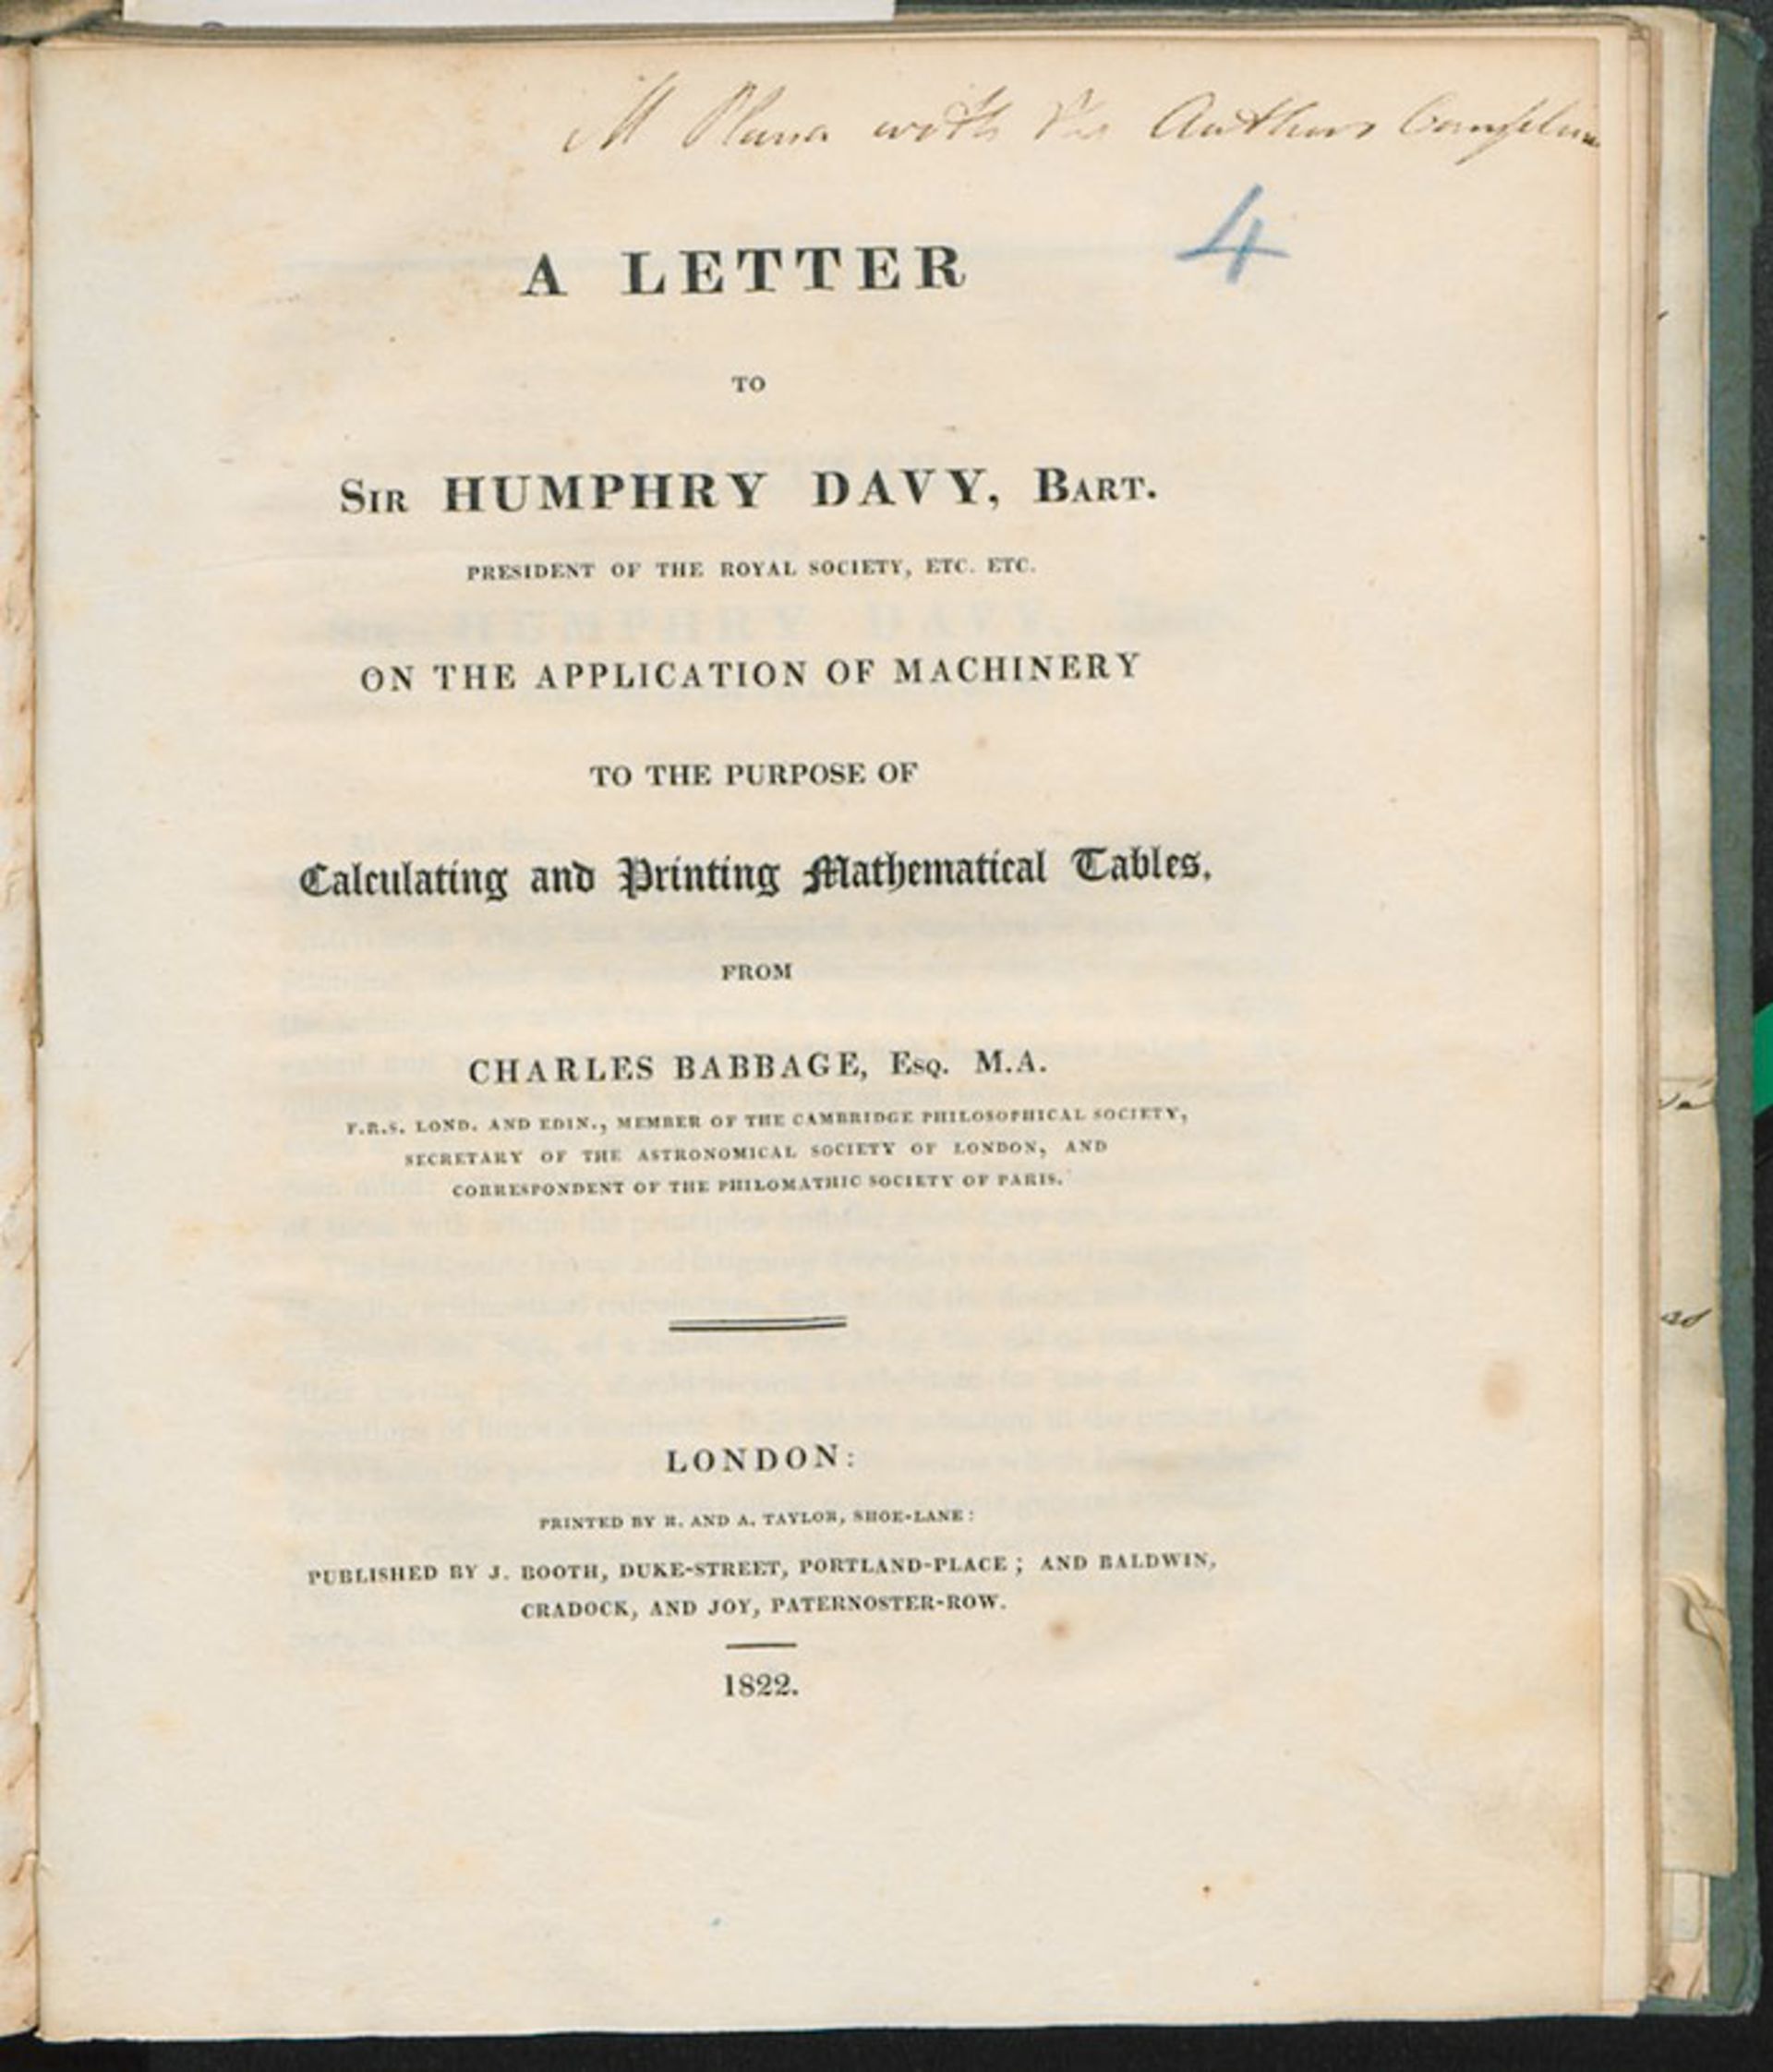 M Plana with the Authors
4
A LETTER
TO
SIR HUMPHRY DAVY, BART.
PRESIDENT OF THE ROYAL SOCIETY, ETC. ETC.
ON THE APPLICATION OF MACHINERY
TO THE PURPOSE OF
Calculating and Printing Mathematical Tables,
FROM
CHARLES BABBAGE, ESQ. M.A.
F.R.S. LOND. AND EDIN., MEMBER OF THE CAMBRIDGE PHILOSOPHICAL SOCIETY,
SECRETARY OF THE ASTRONOMICAL SOCIETY OF LONDON, AND
CORRESPONDENT OF THE PHILOMATHIC SOCIETY OF PARIS.
LONDON:
PRINTED BY R. AND A. TAYLOR, SHOE-LANE:
PUBLISHED BY J. BOOTH, DUKE-STREET, PORTLAND-PLACE; AND BALDWIN,
CRADOCK, AND JOY, PATERNOSTER-ROW.
1822.